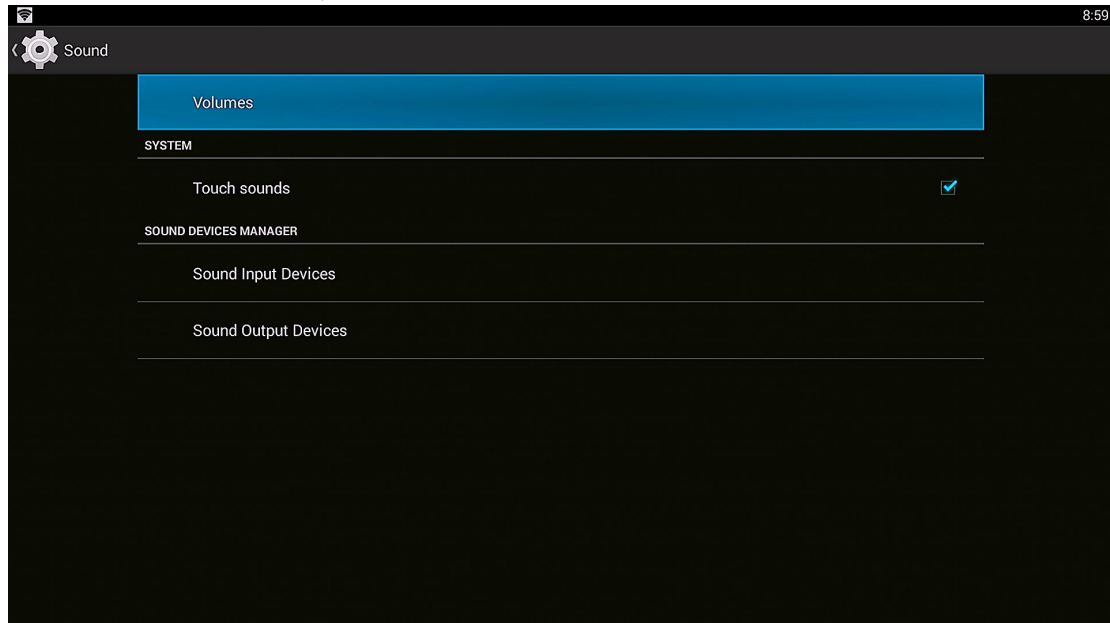 8:59
Sound
Volumes
SYSTEM
Touch sounds
SOUND DEVICES MANAGER
Sound Input Devices
Sound Output Devices